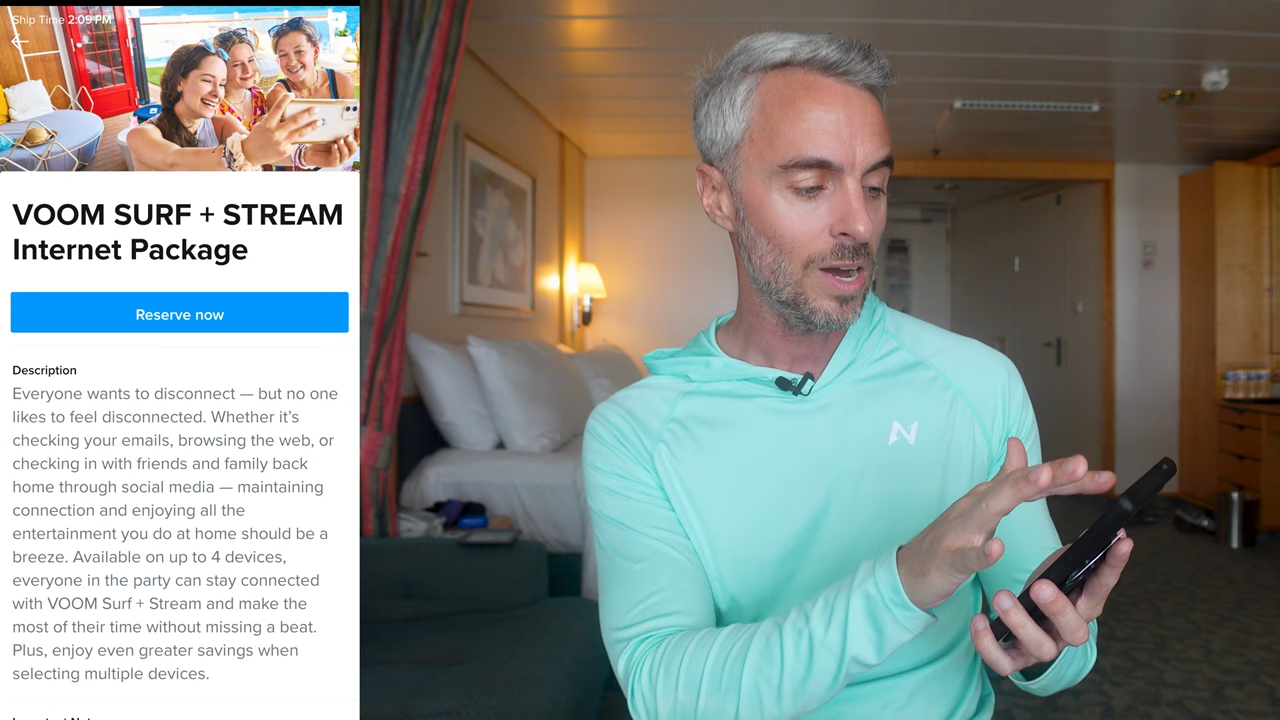 Ship Time 2:09 PM
VOOM SURF + STREAM
Internet Package
Reserve now
Description
Everyone wants to disconnect — but no one
likes to feel disconnected. Whether it's
checking your emails, browsing the web, or
checking in with friends and family back
home through social media — maintaining
connection and enjoying all the
entertainment you do at home should be a
breeze. Available on up to 4 devices,
everyone in the party can stay connected
with VOOM Surf + Stream and make the
most of their time without missing a beat.
Plus, enjoy even greater savings when
selecting multiple devices.
N